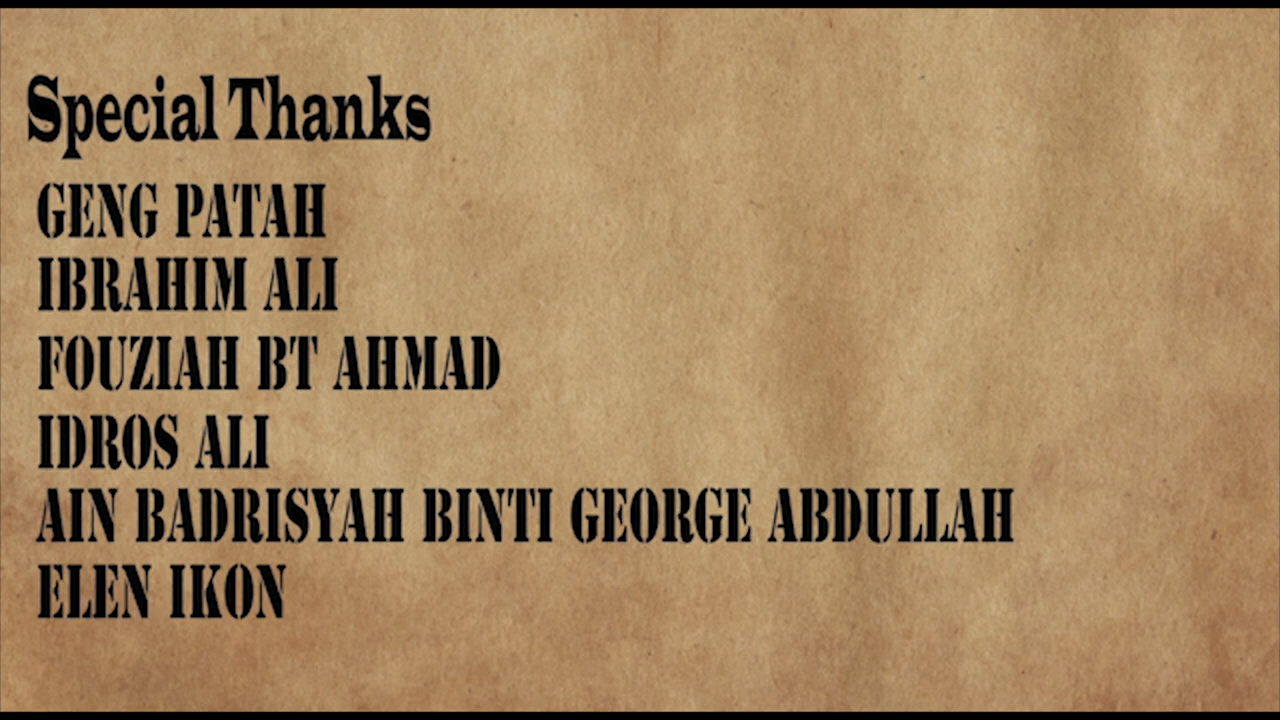 Special Thanks
GENG PATAH
IBRAHIM ALI
FOUZIAH BT AHMAD
IDROS ALI
AIN BADRISYAH BINTI GEORGE ABDULLAH
ELEN IKON